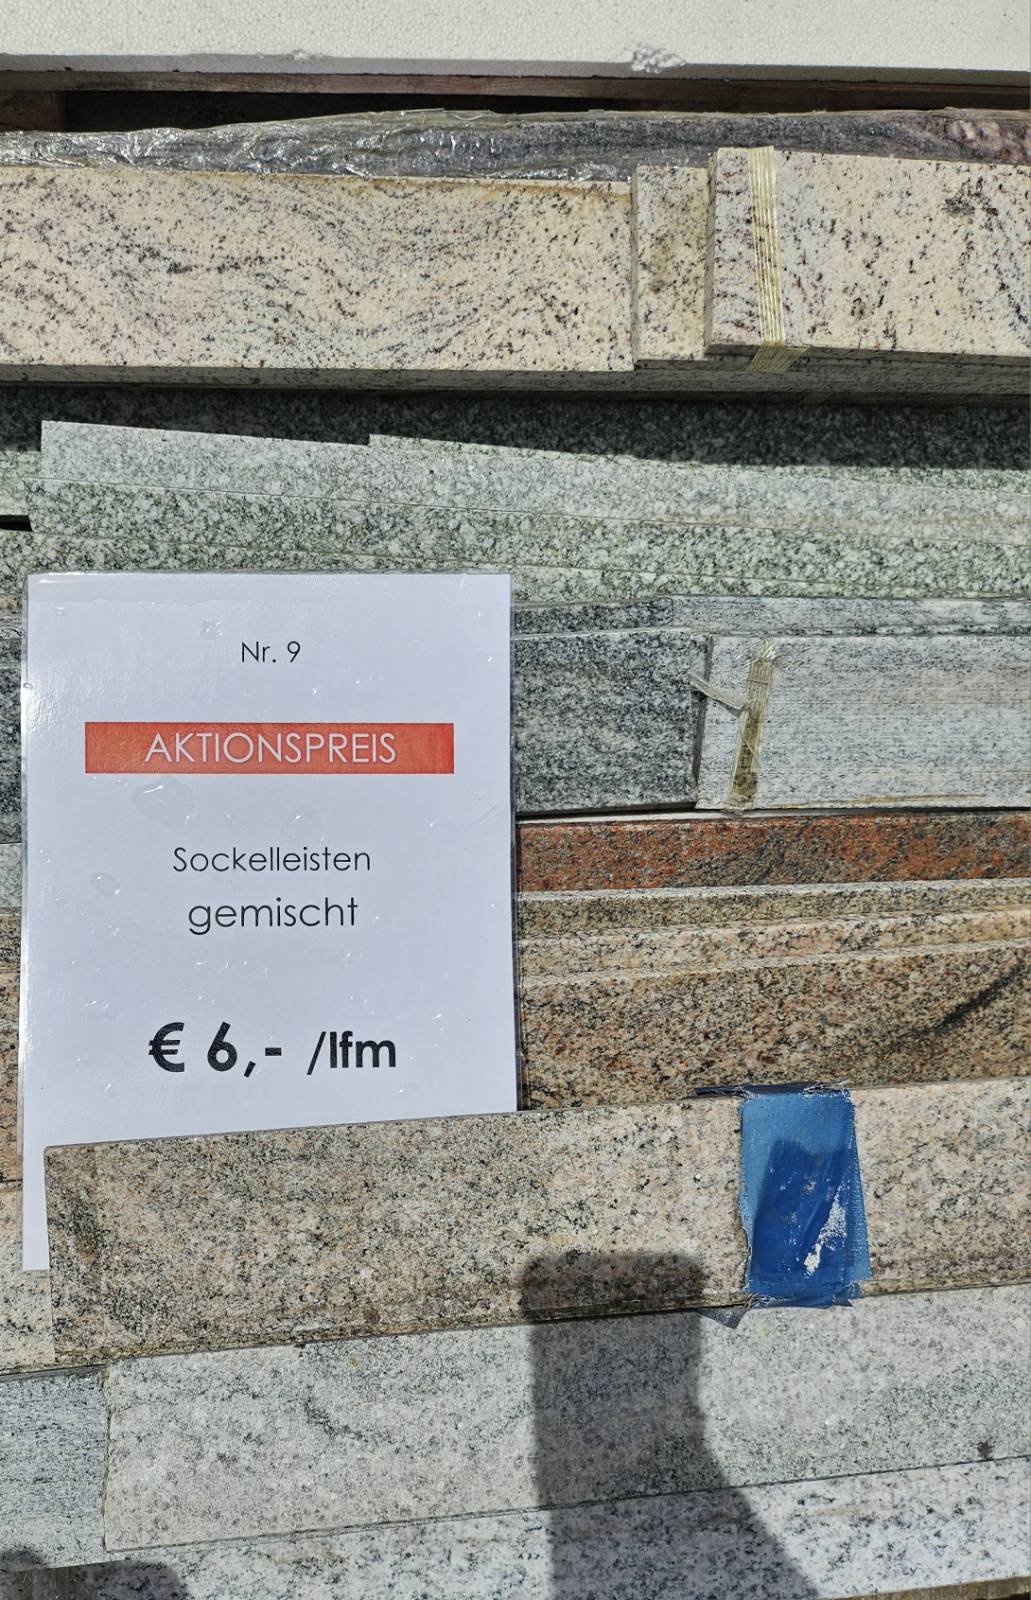 Nr. 9
AKTIONSPREIS
Sockelleisten
gemischt
€ 6,- /lfm